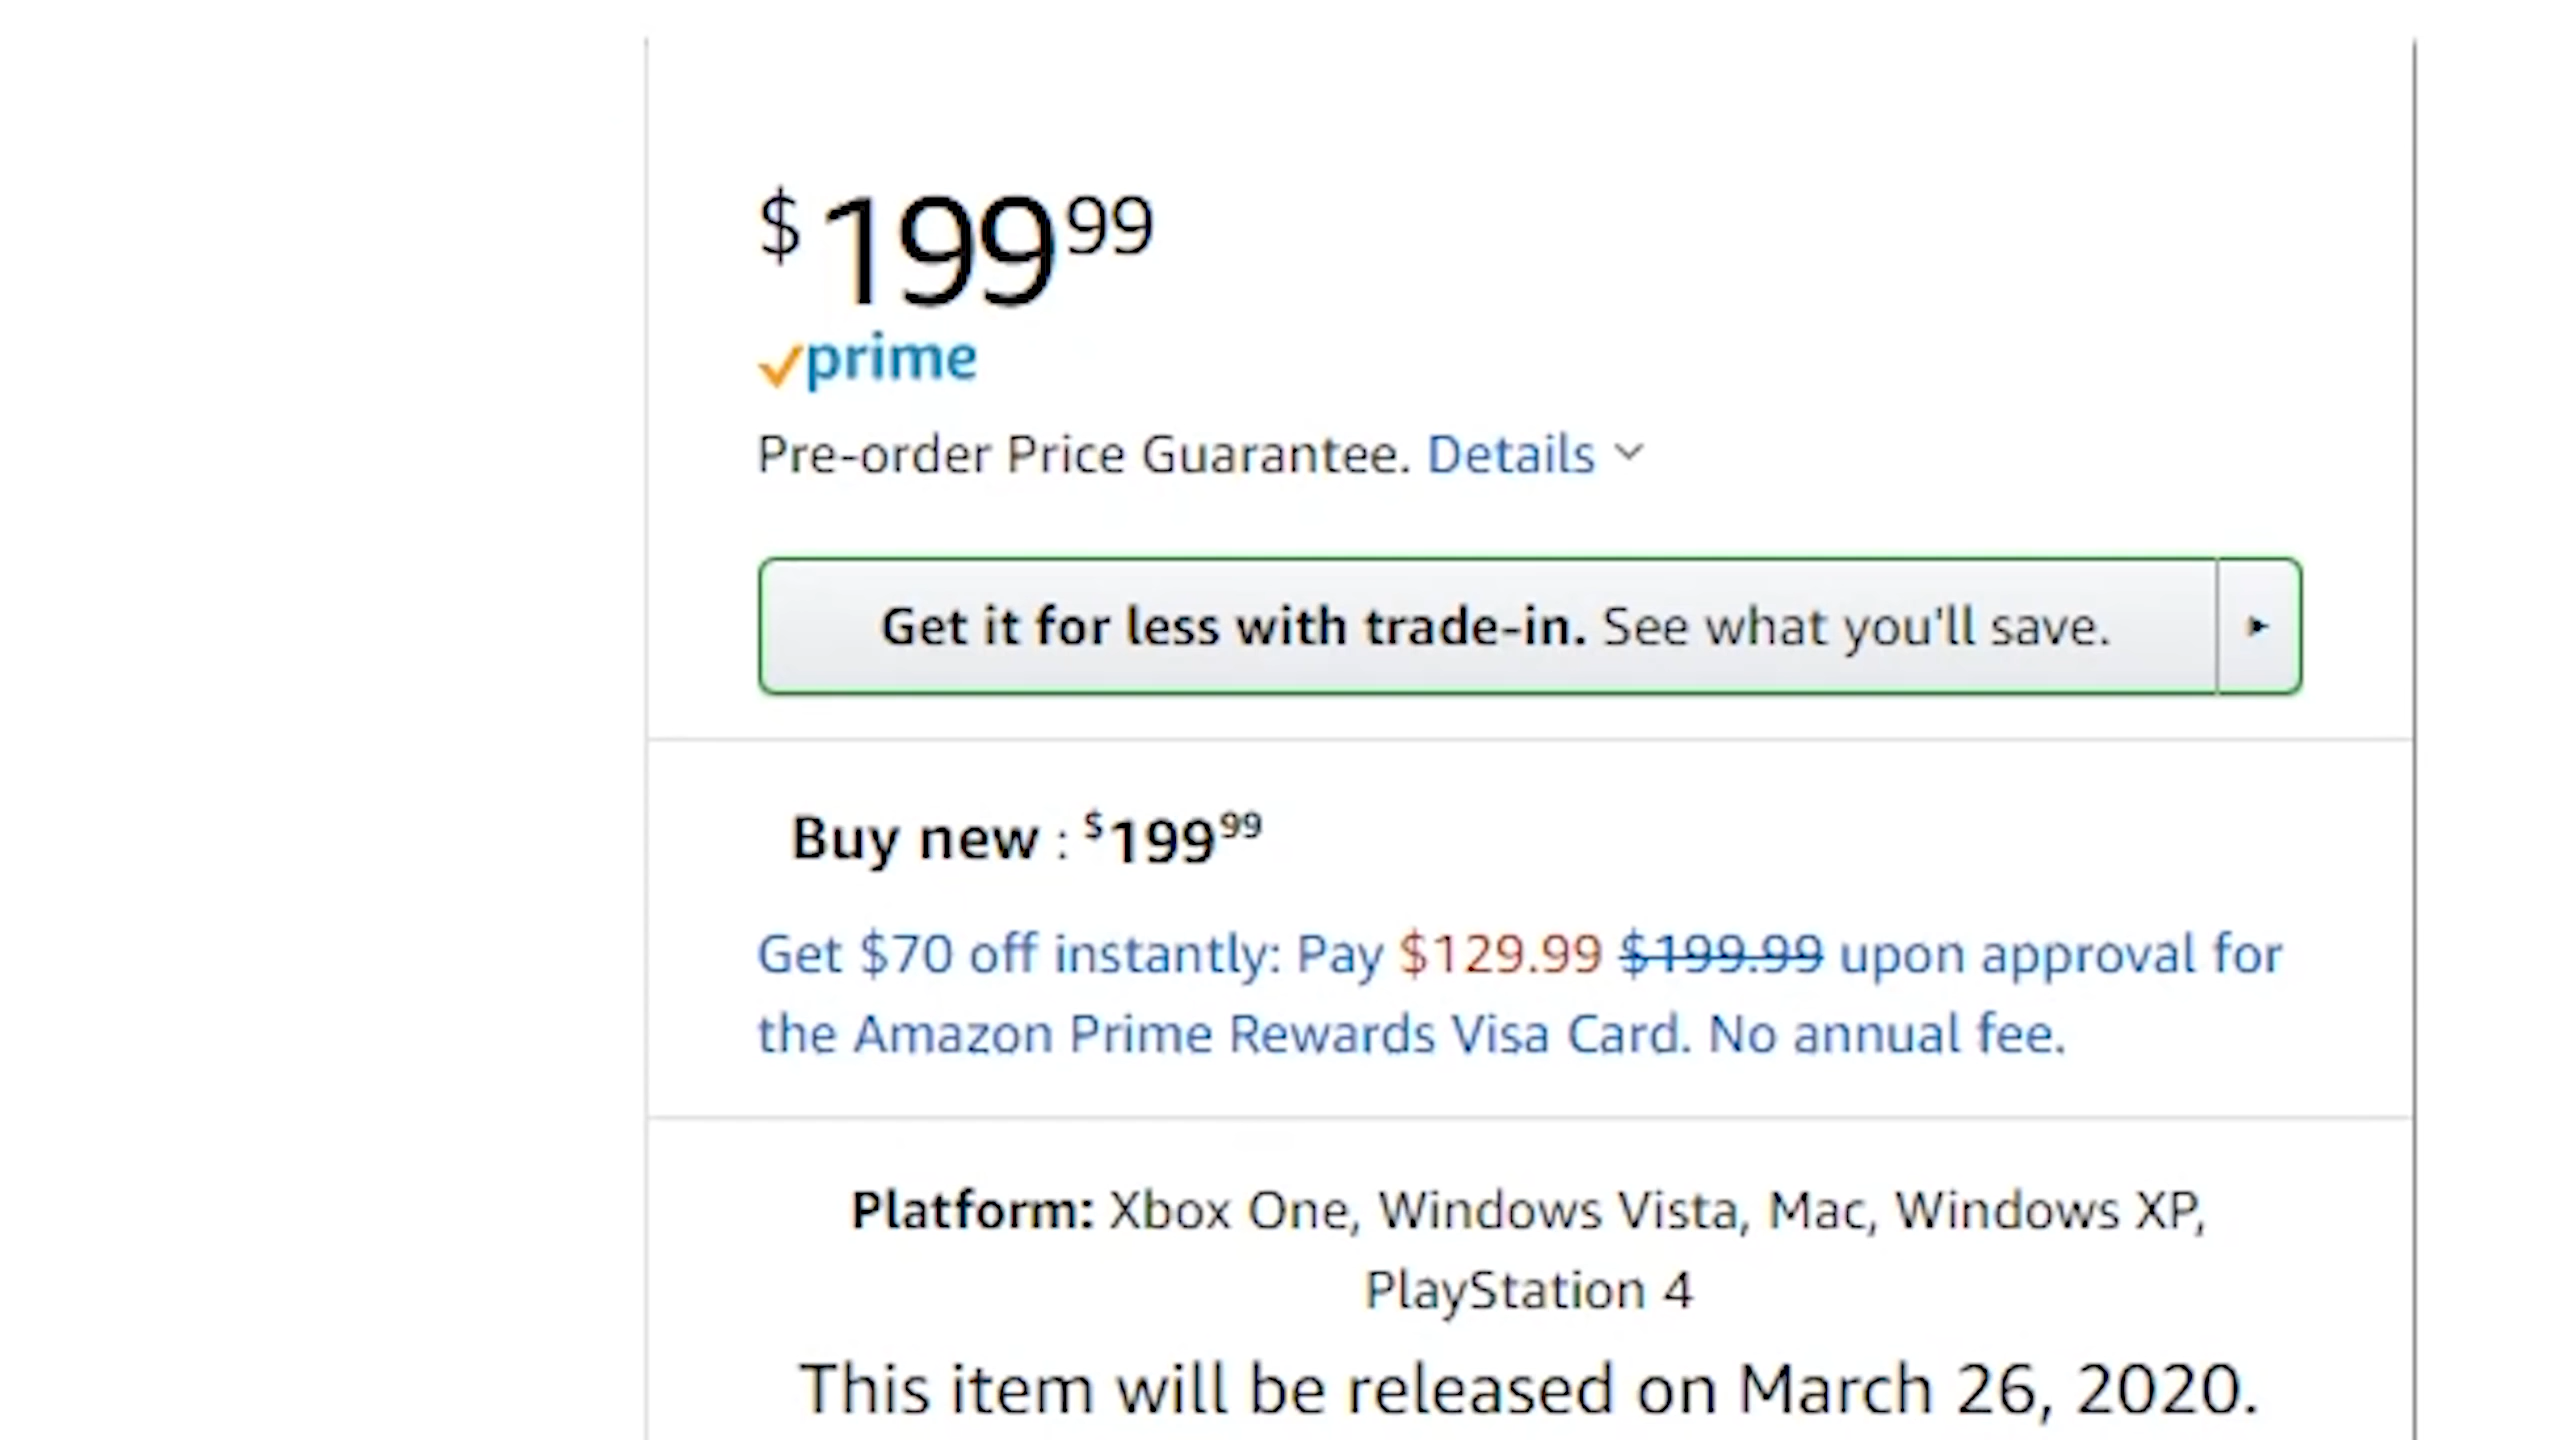 $199 99
prime
Pre-order Price Guarantee. Details
Get it for less with trade-in. See what you'll save.
Buy new : $199 99
Get $70 off instantly: Pay $129.99 $199.99 upon approval for
the Amazon Prime Rewards Visa Card. No annual fee.
Platform: Xbox One, Windows Vista, Mac, Windows XP,
PlayStation 4
This item will be released on March 26, 2020.